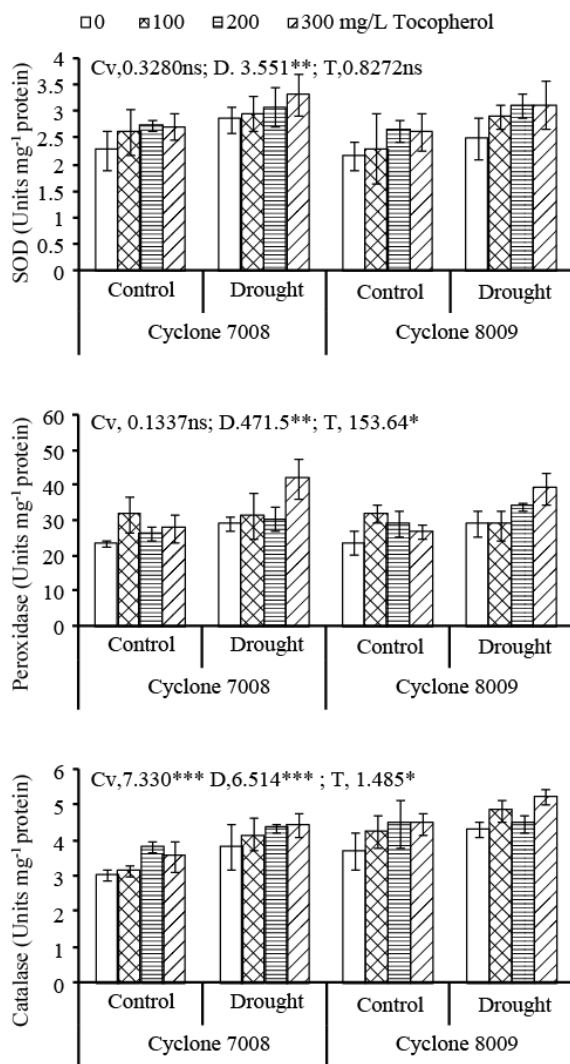 0 100 200 300 mg/L Tocopherol
Cv,0.3280ns; D. 3.551**; T,0.8272ns
SOD (Units mg⁻¹ protein)
4
3.5
3
2.5
2
1.5
1
0.5
0
Control Drought Control Drought
Cyclone 7008 Cyclone 8009
Cv, 0.1337ns; D.471.5**; T, 153.64*
Peroxidase (Units mg⁻¹ protein)
60
50
40
30
20
10
0
Control Drought Control Drought
Cyclone 7008 Cyclone 8009
Cv,7.330*** D,6.514*** ; T, 1.485*
Catalase (Units mg⁻¹ protein)
6
5
4
3
2
1
0
Control Drought Control Drought
Cyclone 7008 Cyclone 8009